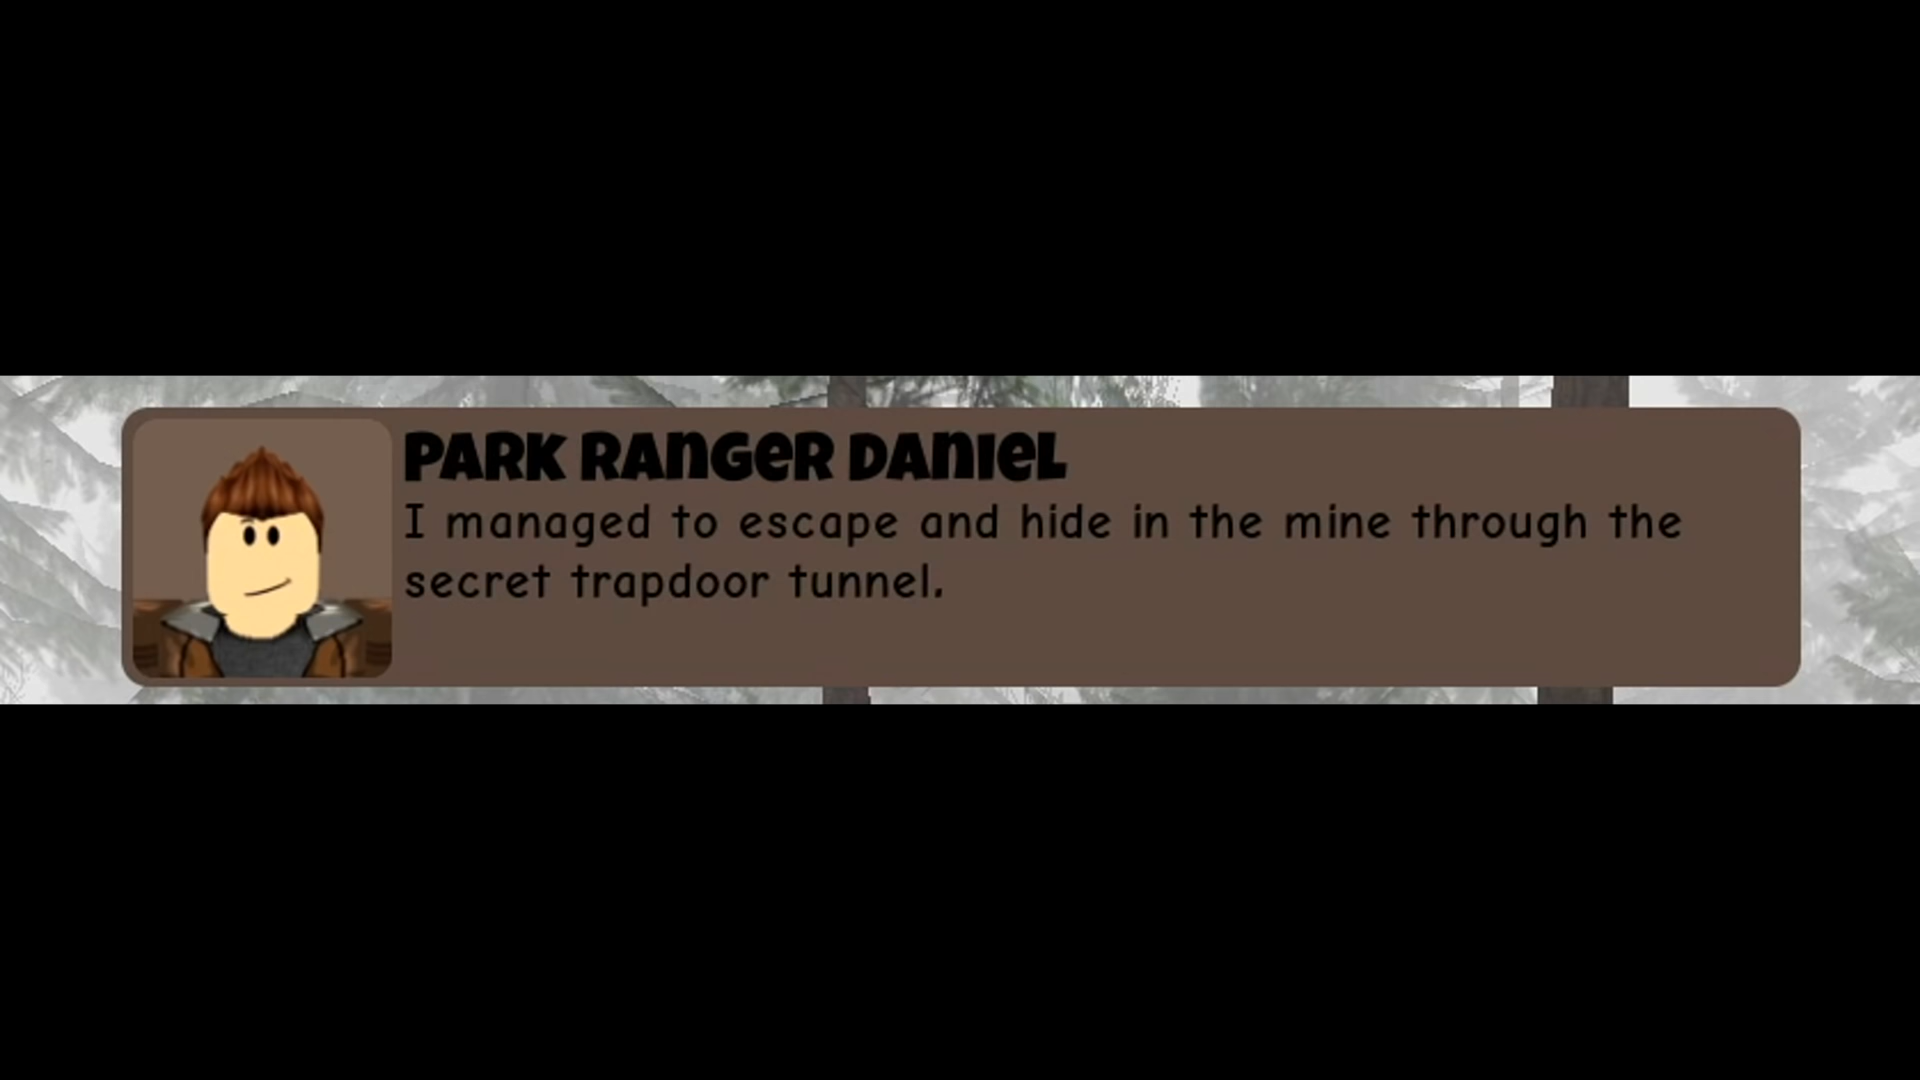 PARK RANGER DANIEL
I managed to escape and hide in the mine through the
secret trapdoor tunnel.